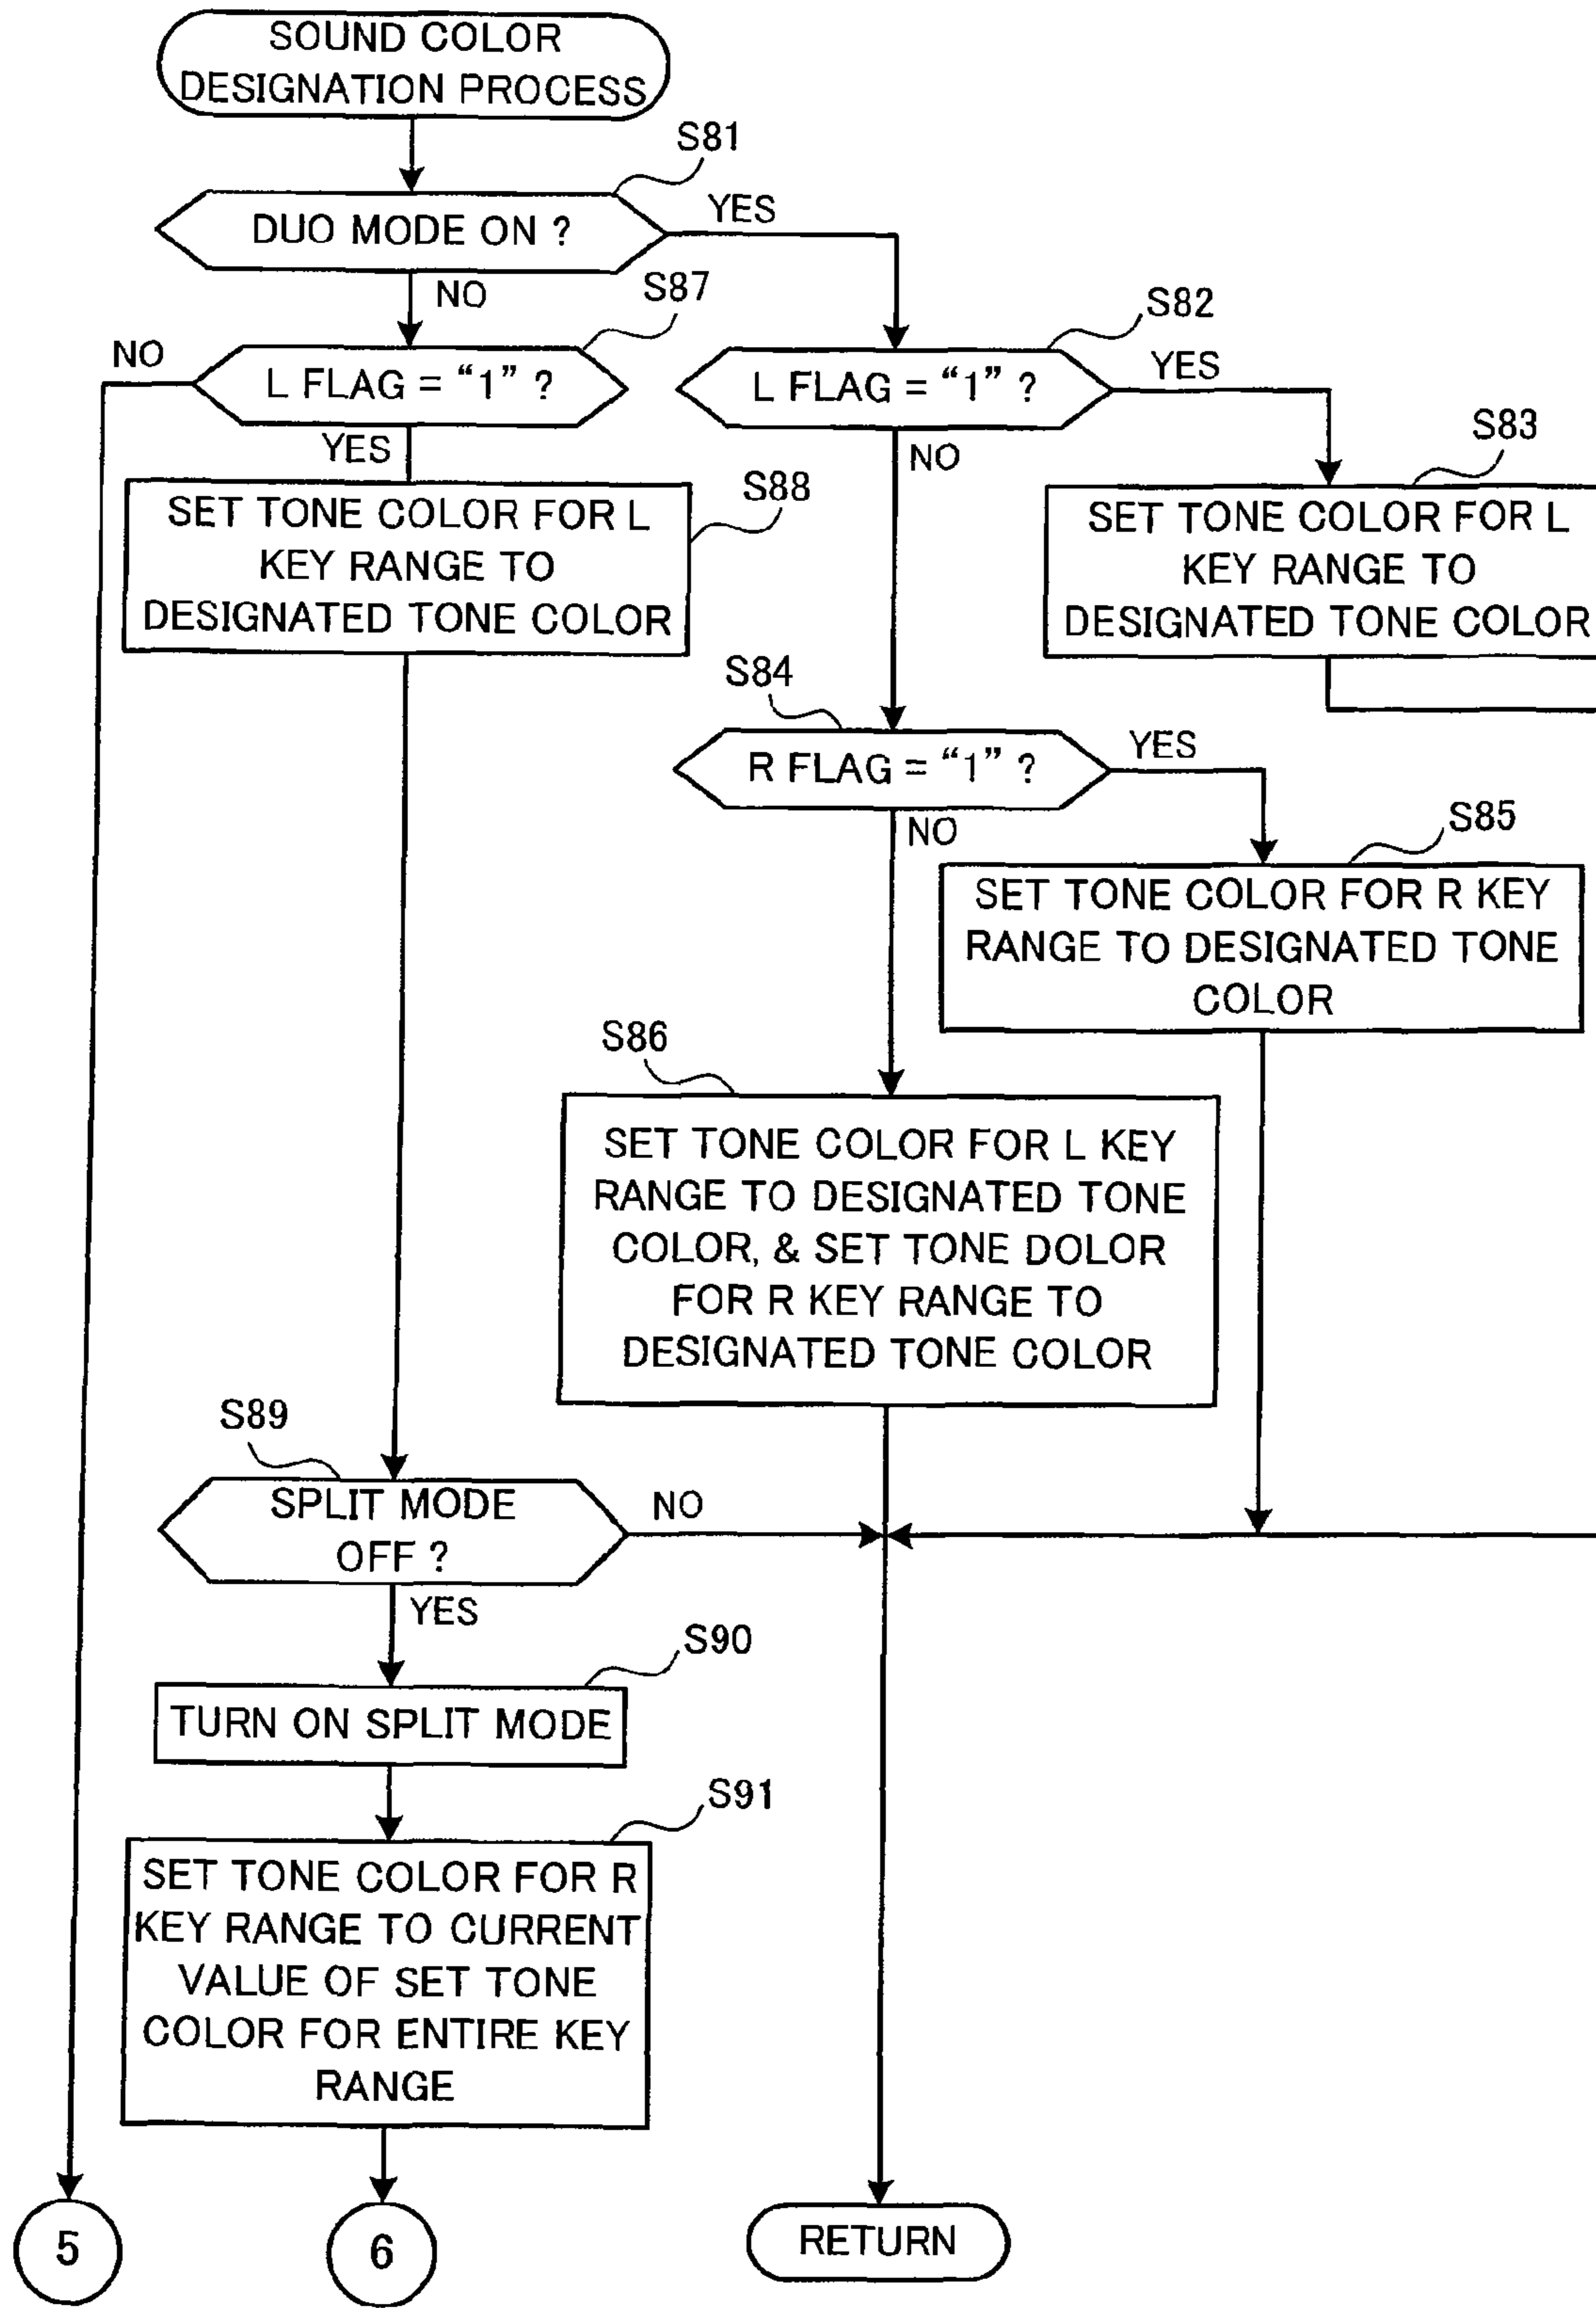 SOUND COLOR
DESIGNATION PROCESS
S81
DUO MODE ON ?
YES
NO
S87
S82
NO
L FLAG = “1” ?
L FLAG = “1” ?
YES
YES
NO
S83
S88
SET TONE COLOR FOR L
KEY RANGE TO
DESIGNATED TONE COLOR
SET TONE COLOR FOR L
KEY RANGE TO
DESIGNATED TONE COLOR
S84
R FLAG = “1” ?
YES
NO
S85
SET TONE COLOR FOR R KEY
RANGE TO DESIGNATED TONE
COLOR
S86
SET TONE COLOR FOR L KEY
RANGE TO DESIGNATED TONE
COLOR, & SET TONE DOLOR
FOR R KEY RANGE TO
DESIGNATED TONE COLOR
S89
SPLIT MODE
OFF ?
NO
YES
S90
TURN ON SPLIT MODE
S91
SET TONE COLOR FOR R
KEY RANGE TO CURRENT
VALUE OF SET TONE
COLOR FOR ENTIRE KEY
RANGE
5
6
RETURN